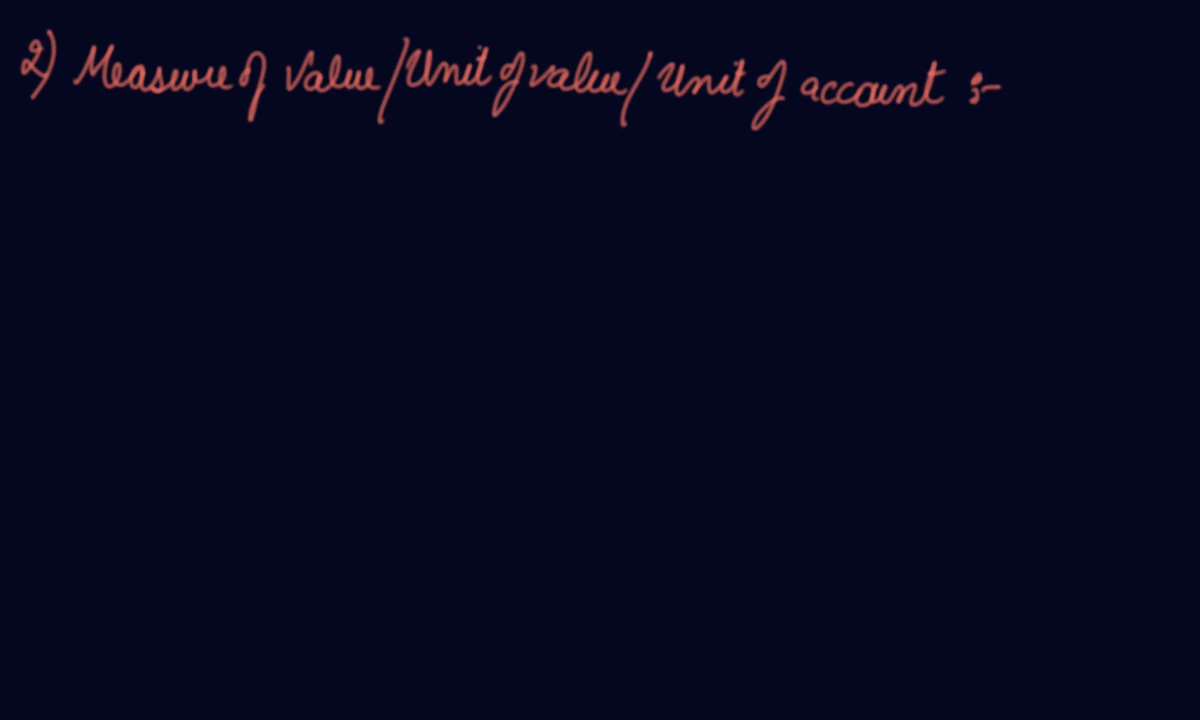 2) Measure of Value/Unit of value/Unit of account :-